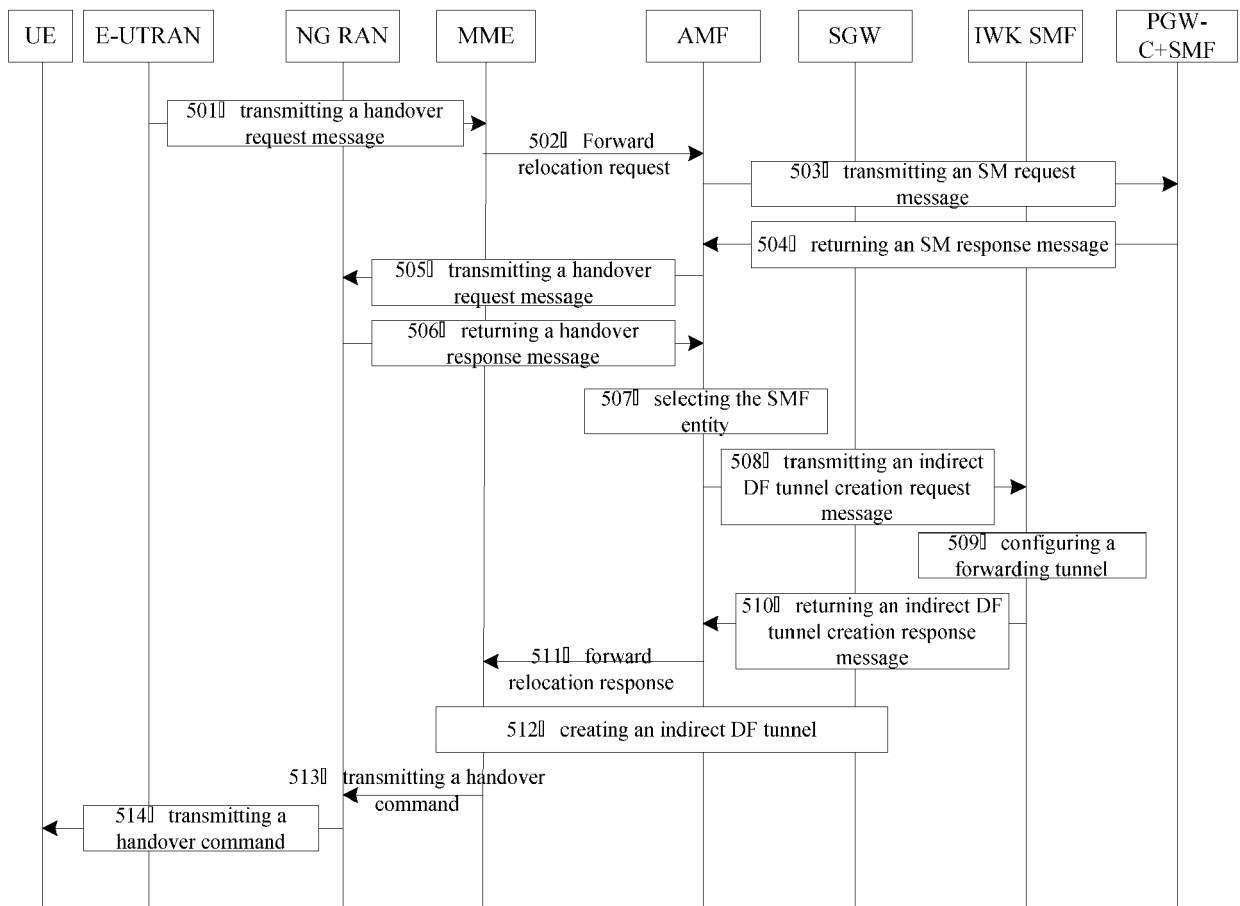 UE
E-UTRAN
NG RAN
MME
AMF
SGW
IWK SMF
PGW-
C+SMF
501 transmitting a handover
request message
502 Forward
relocation request
503 transmitting an SM request
message
504 returning an SM response message
505 transmitting a handover
request message
506 returning a handover
response message
507 selecting the SMF
entity
508 transmitting an indirect
DF tunnel creation request
message
509 configuring a
forwarding tunnel
510 returning an indirect DF
tunnel creation response
message
511 forward
relocation response
512 creating an indirect DF tunnel
513 transmitting a handover
command
514 transmitting a
handover command